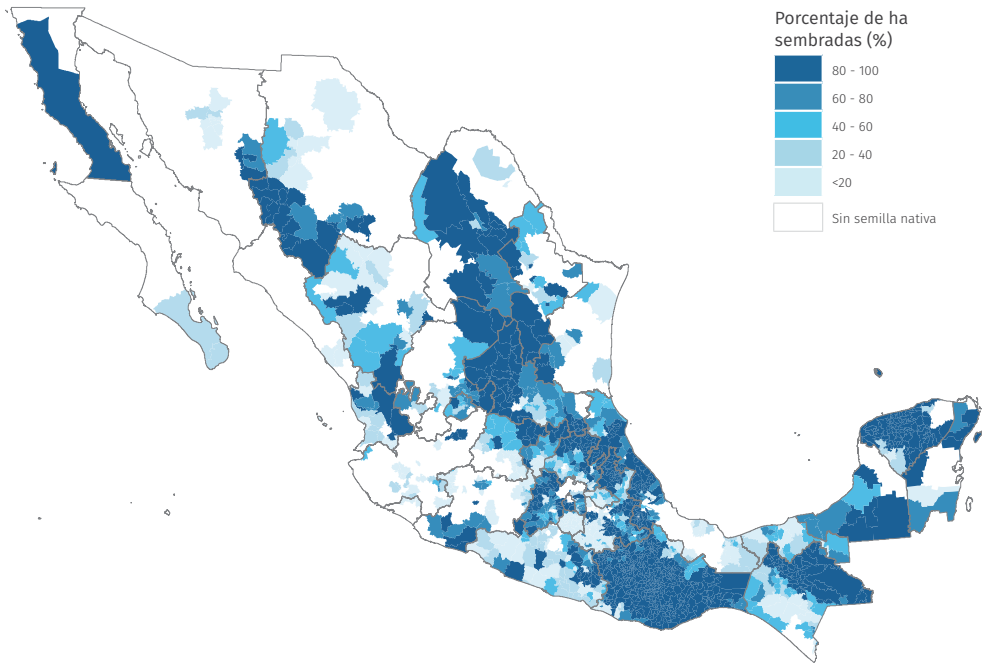 Porcentaje de ha
sembradas (%)
80 - 100
60 - 80
40 - 60
20 - 40
<20
Sin semilla nativa